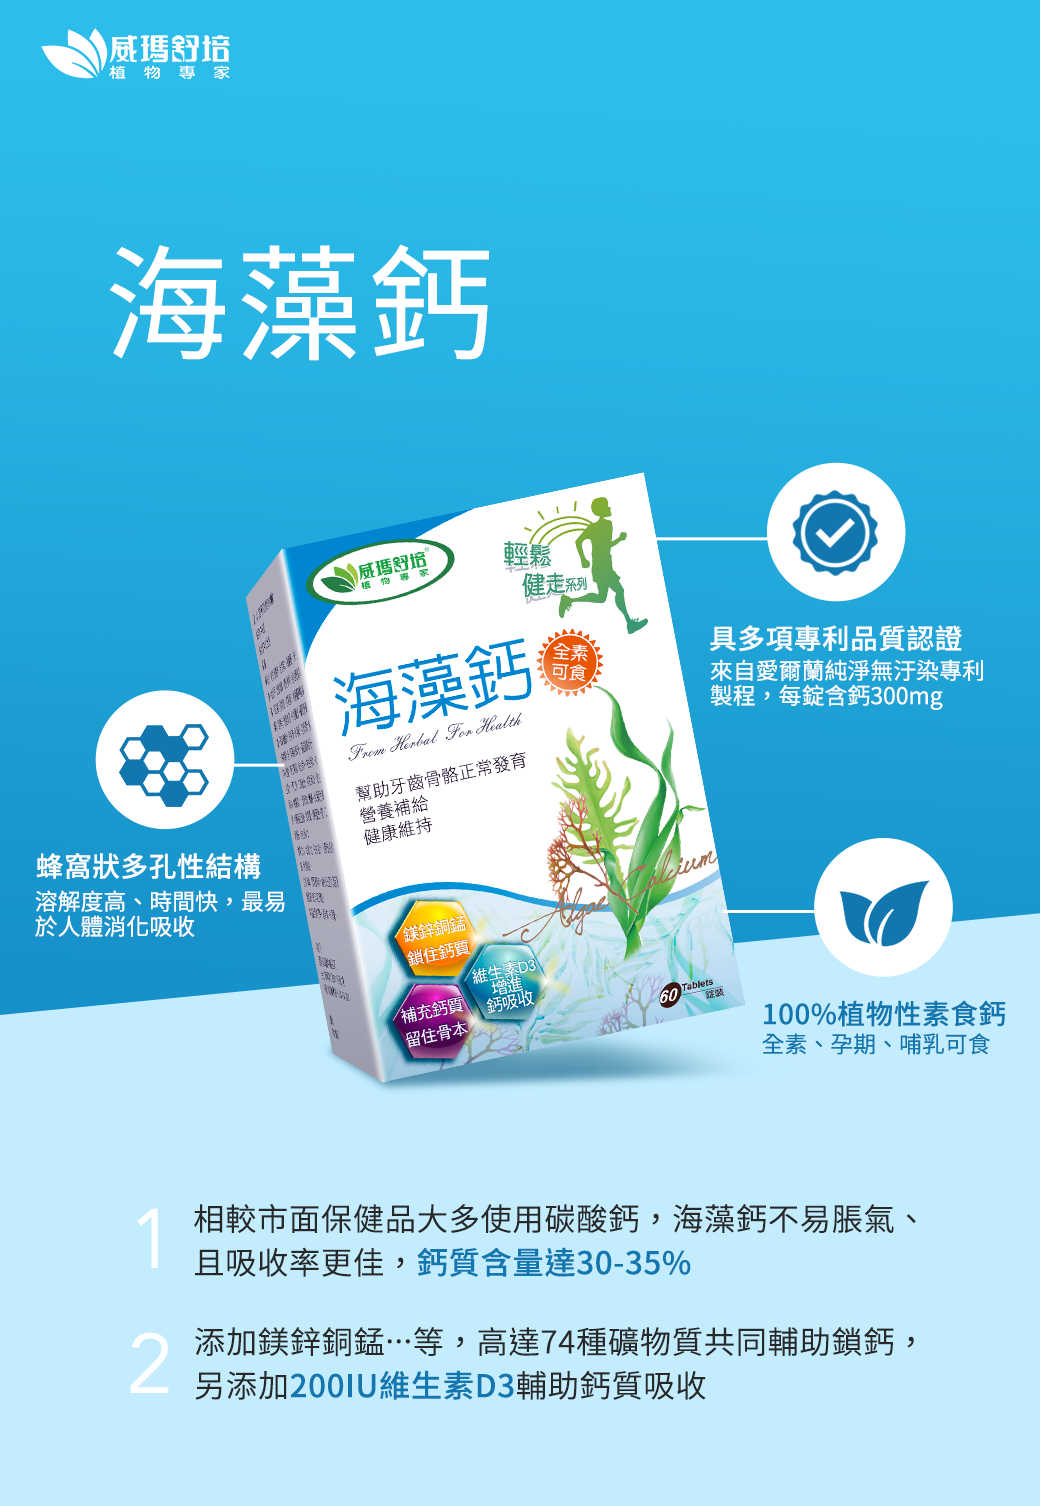 威瑪舒培
植物專家
海藻鈣
威瑪舒培®
植物專家
輕鬆
健走系列
海藻鈣
全素
可食
From Herbal For Health
幫助牙齒骨骼正常發育
營養補給
健康維持
Algae Calcium
鎂鋅銅錳
鎖住鈣質
維生素D3
增進
鈣吸收
補充鈣質
留住骨本
60 Tablets
錠裝
具多項專利品質認證
來自愛爾蘭純淨無汙染專利
製程，每錠含鈣300mg
蜂窩狀多孔性結構
溶解度高、時間快，最易
於人體消化吸收
100%植物性素食鈣
全素、孕期、哺乳可食
1
相較市面保健品大多使用碳酸鈣，海藻鈣不易脹氣、
且吸收率更佳，鈣質含量達30-35%
2
添加鎂鋅銅錳…等，高達74種礦物質共同輔助鎖鈣，
另添加200IU維生素D3輔助鈣質吸收